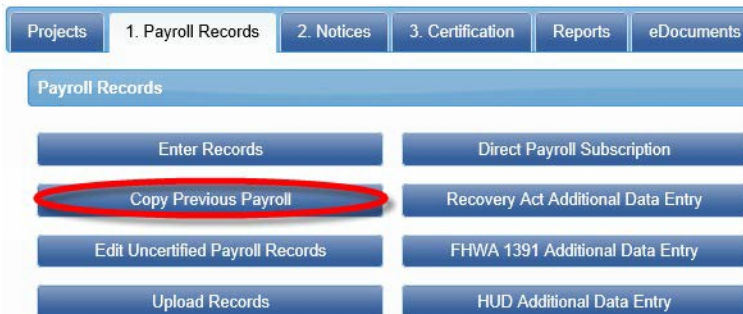 Projects 1. Payroll Records 2. Notices 3. Certification Reports eDocuments
Payroll Records
Enter Records Direct Payroll Subscription
Copy Previous Payroll Recovery Act Additional Data Entry
Edit Uncertified Payroll Records FHWA 1391 Additional Data Entry
Upload Records HUD Additional Data Entry